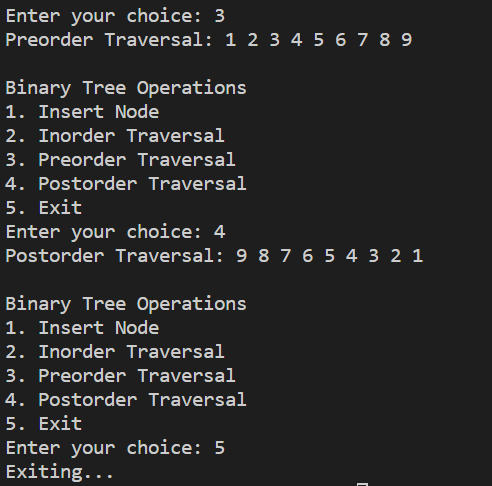 Enter your choice: 3
Preorder Traversal: 1 2 3 4 5 6 7 8 9
Binary Tree Operations
1. Insert Node
2. Inorder Traversal
3. Preorder Traversal
4. Postorder Traversal
5. Exit
Enter your choice: 4
Postorder Traversal: 9 8 7 6 5 4 3 2 1
Binary Tree Operations
1. Insert Node
2. Inorder Traversal
3. Preorder Traversal
4. Postorder Traversal
5. Exit
Enter your choice: 5
Exiting...